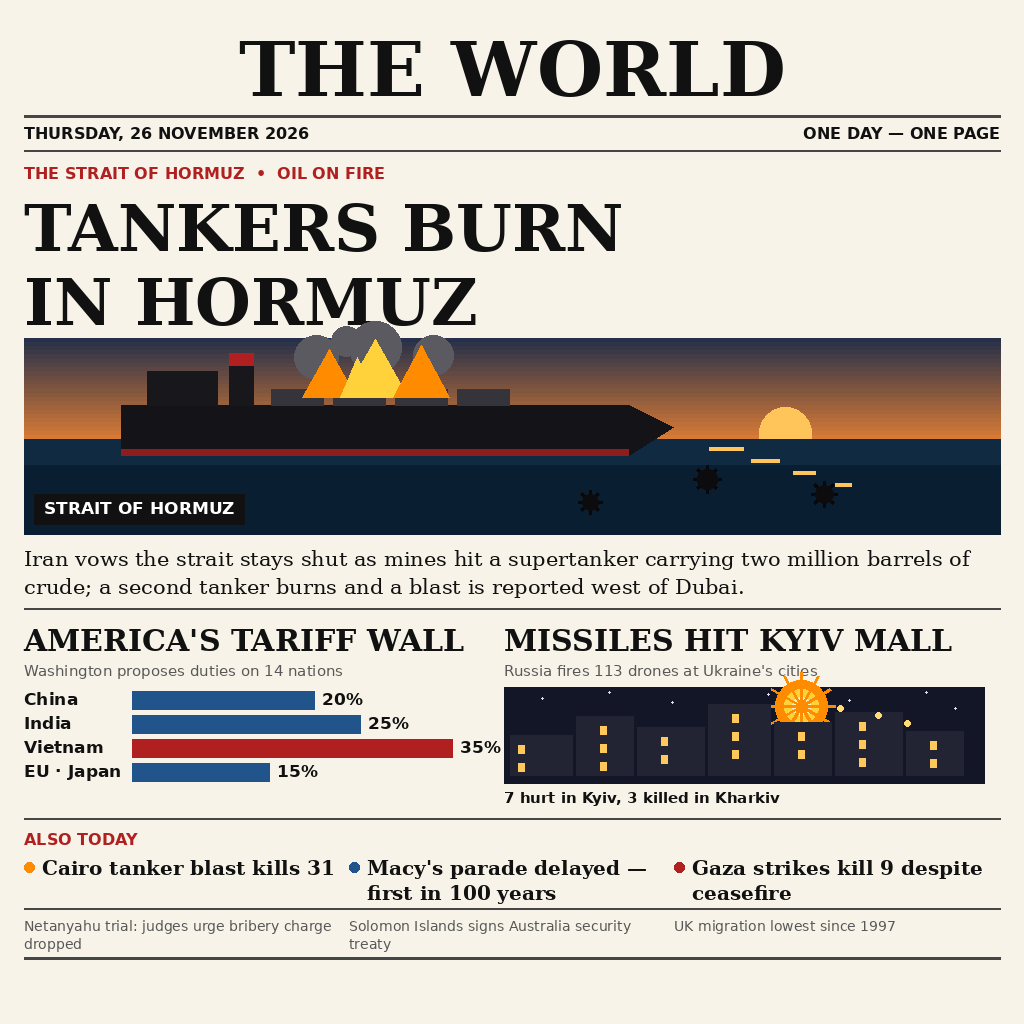 THE WORLD
THURSDAY, 26 NOVEMBER 2026
ONE DAY — ONE PAGE
THE STRAIT OF HORMUZ • OIL ON FIRE
TANKERS BURN
IN HORMUZ
STRAIT OF HORMUZ
Iran vows the strait stays shut as mines hit a supertanker carrying two million barrels of
crude; a second tanker burns and a blast is reported west of Dubai.
AMERICA'S TARIFF WALL
Washington proposes duties on 14 nations
China 20%
India 25%
Vietnam 35%
EU · Japan 15%
MISSILES HIT KYIV MALL
Russia fires 113 drones at Ukraine's cities
7 hurt in Kyiv, 3 killed in Kharkiv
ALSO TODAY
Cairo tanker blast kills 31
Macy's parade delayed —
first in 100 years
Gaza strikes kill 9 despite
ceasefire
Netanyahu trial: judges urge bribery charge
dropped
Solomon Islands signs Australia security
treaty
UK migration lowest since 1997